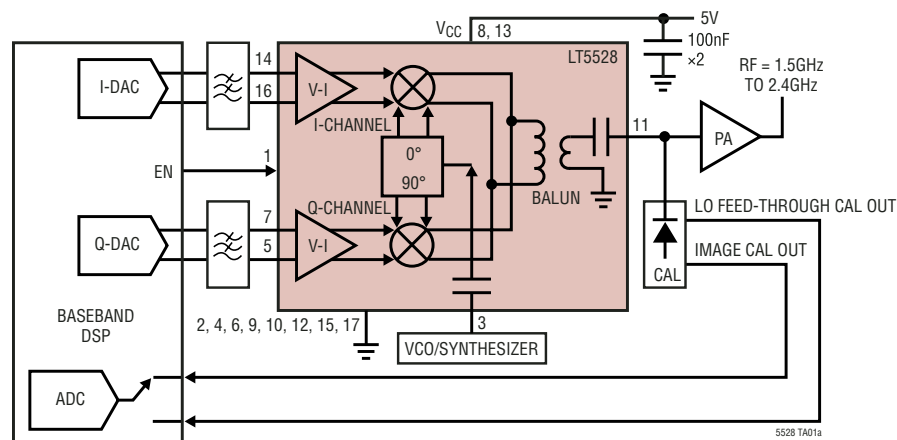 VCC 8, 13
5V
100nF
×2
LT5528
RF = 1.5GHz
TO 2.4GHz
I-DAC
14
16
V-I
I-CHANNEL
11
PA
EN
1
0°
90°
BALUN
Q-CHANNEL
LO FEED-THROUGH CAL OUT
Q-DAC
7
5
V-I
IMAGE CAL OUT
CAL
BASEBAND
DSP
2, 4, 6, 9, 10, 12, 15, 17
3
VCO/SYNTHESIZER
ADC
5528 TA01a